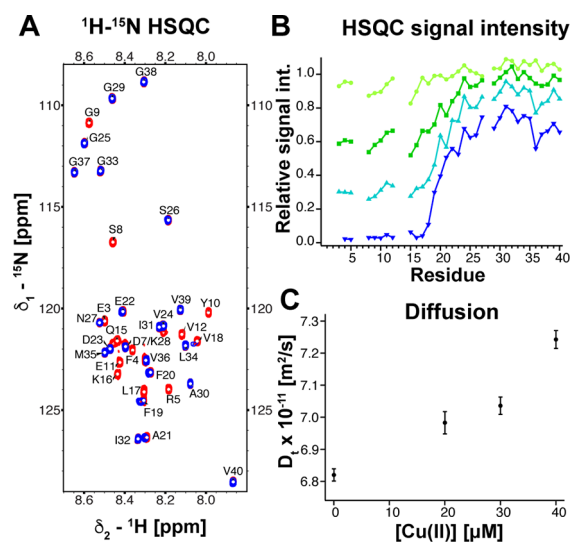 A
¹H-¹⁵N HSQC
8.6 8.4 8.2 8.0
G38
G29
G9
G25
G37 G33
S26
S8
E3 E22 V39 Y10
N27 V24
Q15 I31 V12
D23 D7/K28 V18
M35 F4 V36 L34
E11 F20
K16 A30
L17 R5
F19
I32 A21
V40
110
115
120
125
δ₁ - ¹⁵N [ppm]
8.6 8.4 8.2 8.0
δ₂ - ¹H [ppm]
B
HSQC signal intensity
Relative signal int.
1.0
0.8
0.6
0.4
0.2
0.0
0 5 10 15 20 25 30 35 40
Residue
C
Diffusion
Dₜ x 10⁻¹¹ [m²/s]
7.3
7.2
7.1
7.0
6.9
6.8
0 10 20 30 40
[Cu(II)] [µM]